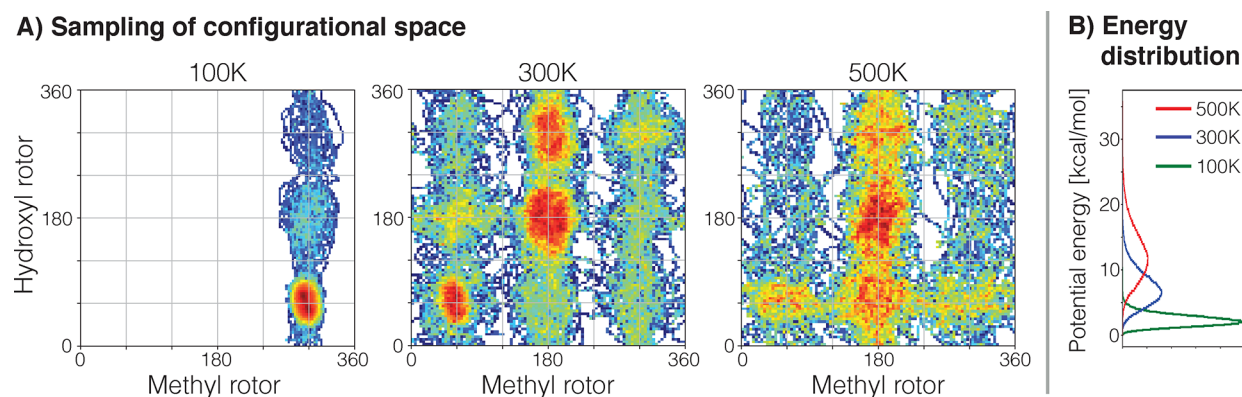 A) Sampling of configurational space
100K
300K
500K
Hydroxyl rotor
360
180
0
0
180
360
Methyl rotor
360
180
0
0
180
360
Methyl rotor
360
180
0
0
180
360
Methyl rotor
B) Energy
distribution
Potential energy [kcal/mol]
30
20
10
0
500K
300K
100K